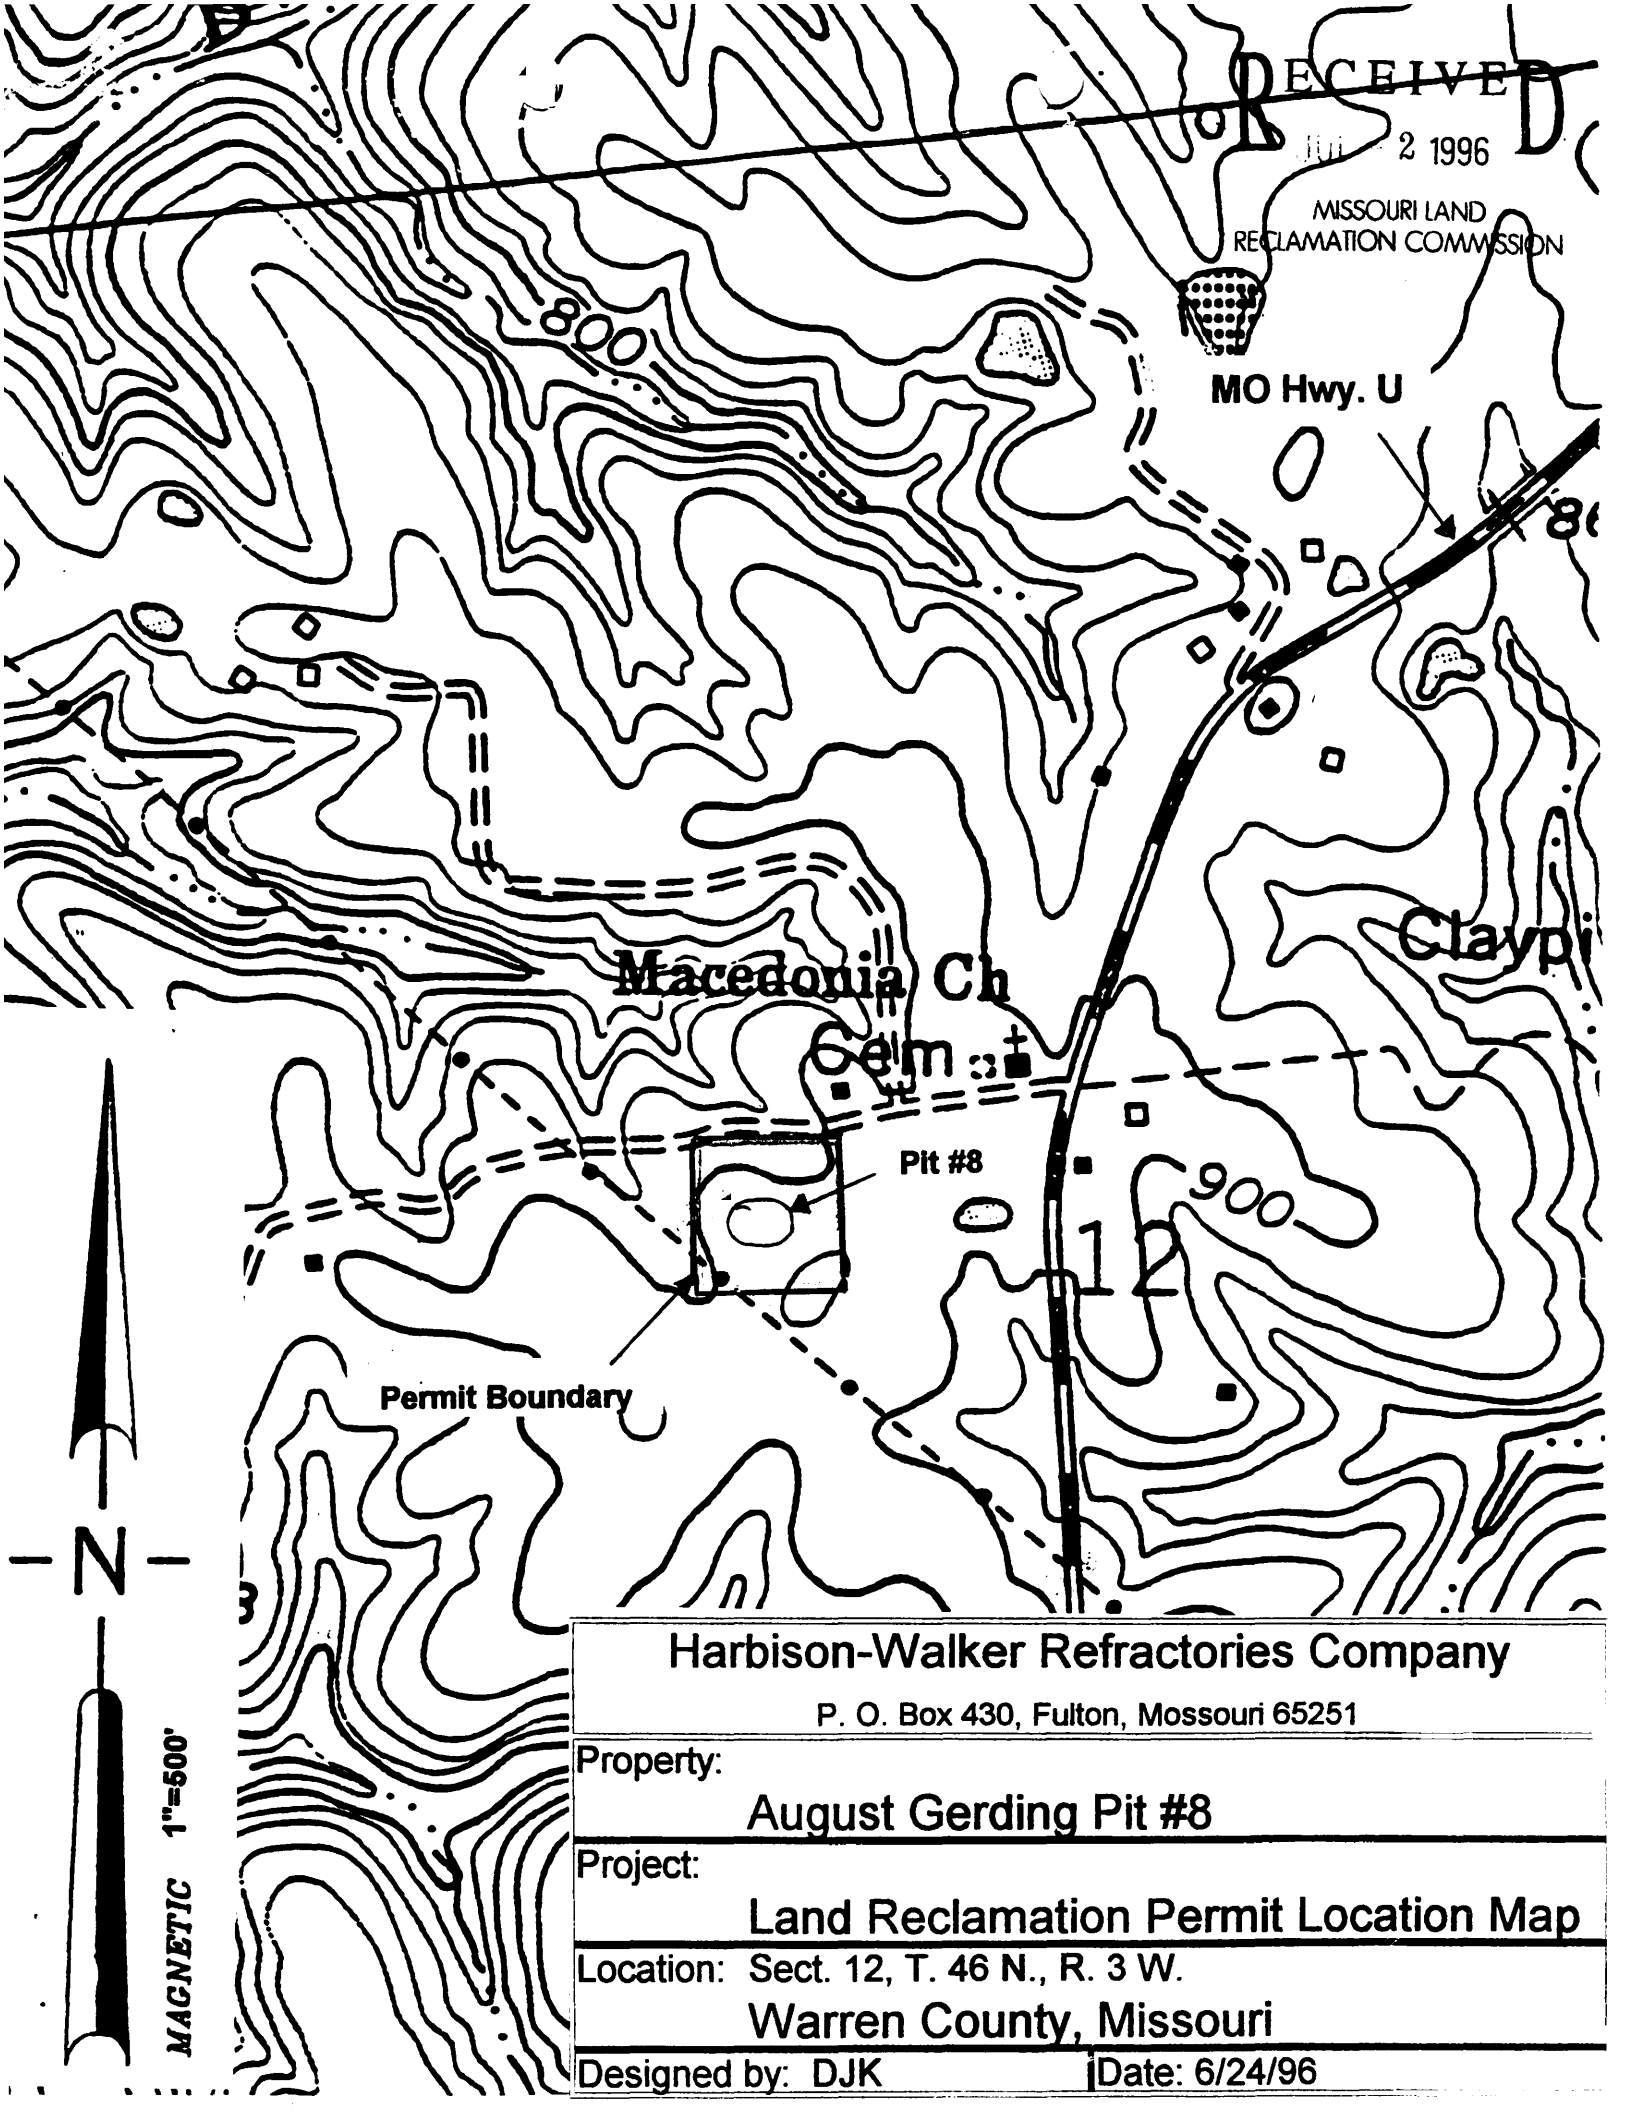 RECEIVED
JUL 2 1996
MISSOURI LAND
RECLAMATION COMMISSION
800
MO Hwy. U
Claypi
Macedonia Ch
Cem
Pit #8
900
12
Permit Boundary
N
MAGNETIC 1"=500'
Harbison-Walker Refractories Company
P. O. Box 430, Fulton, Mossouri 65251
Property:
August Gerding Pit #8
Project:
Land Reclamation Permit Location Map
Location: Sect. 12, T. 46 N., R. 3 W.
Warren County, Missouri
Designed by: DJK
Date: 6/24/96